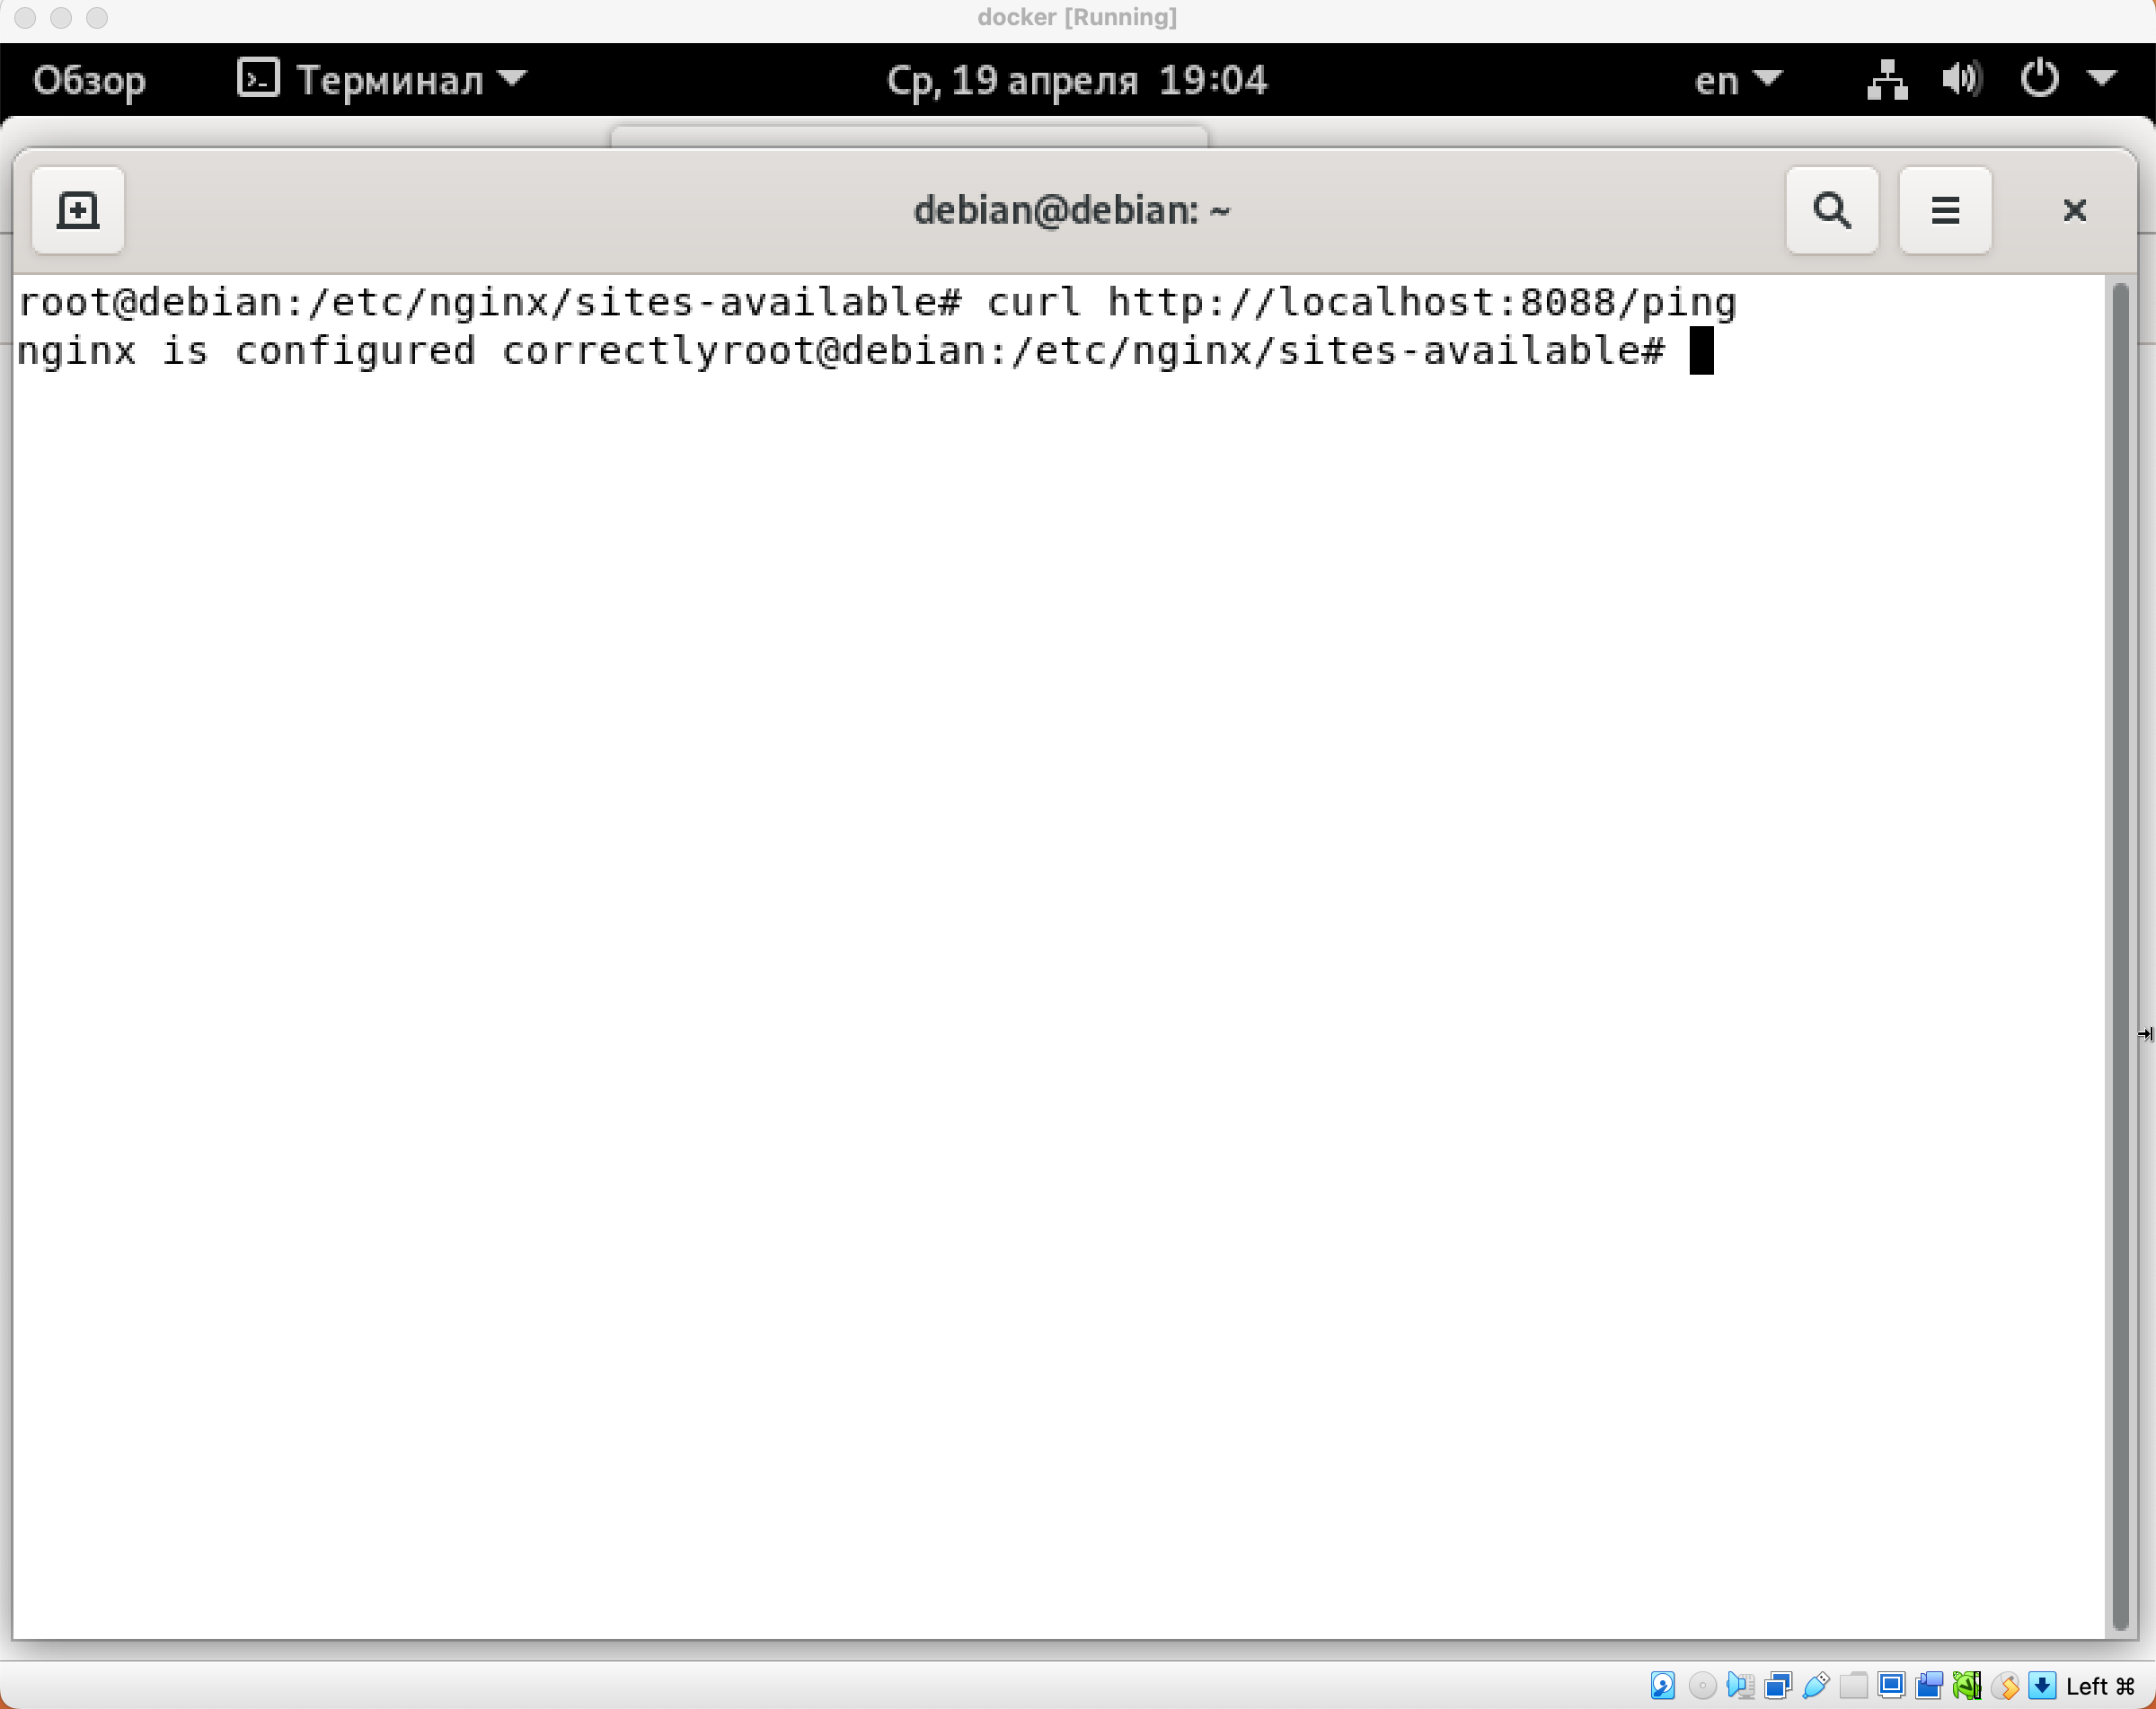 docker [Running]
Обзор Терминал Ср, 19 апреля 19:04 en
debian@debian: ~
root@debian:/etc/nginx/sites-available# curl http://localhost:8088/ping
nginx is configured correctlyroot@debian:/etc/nginx/sites-available#
Left ⌘